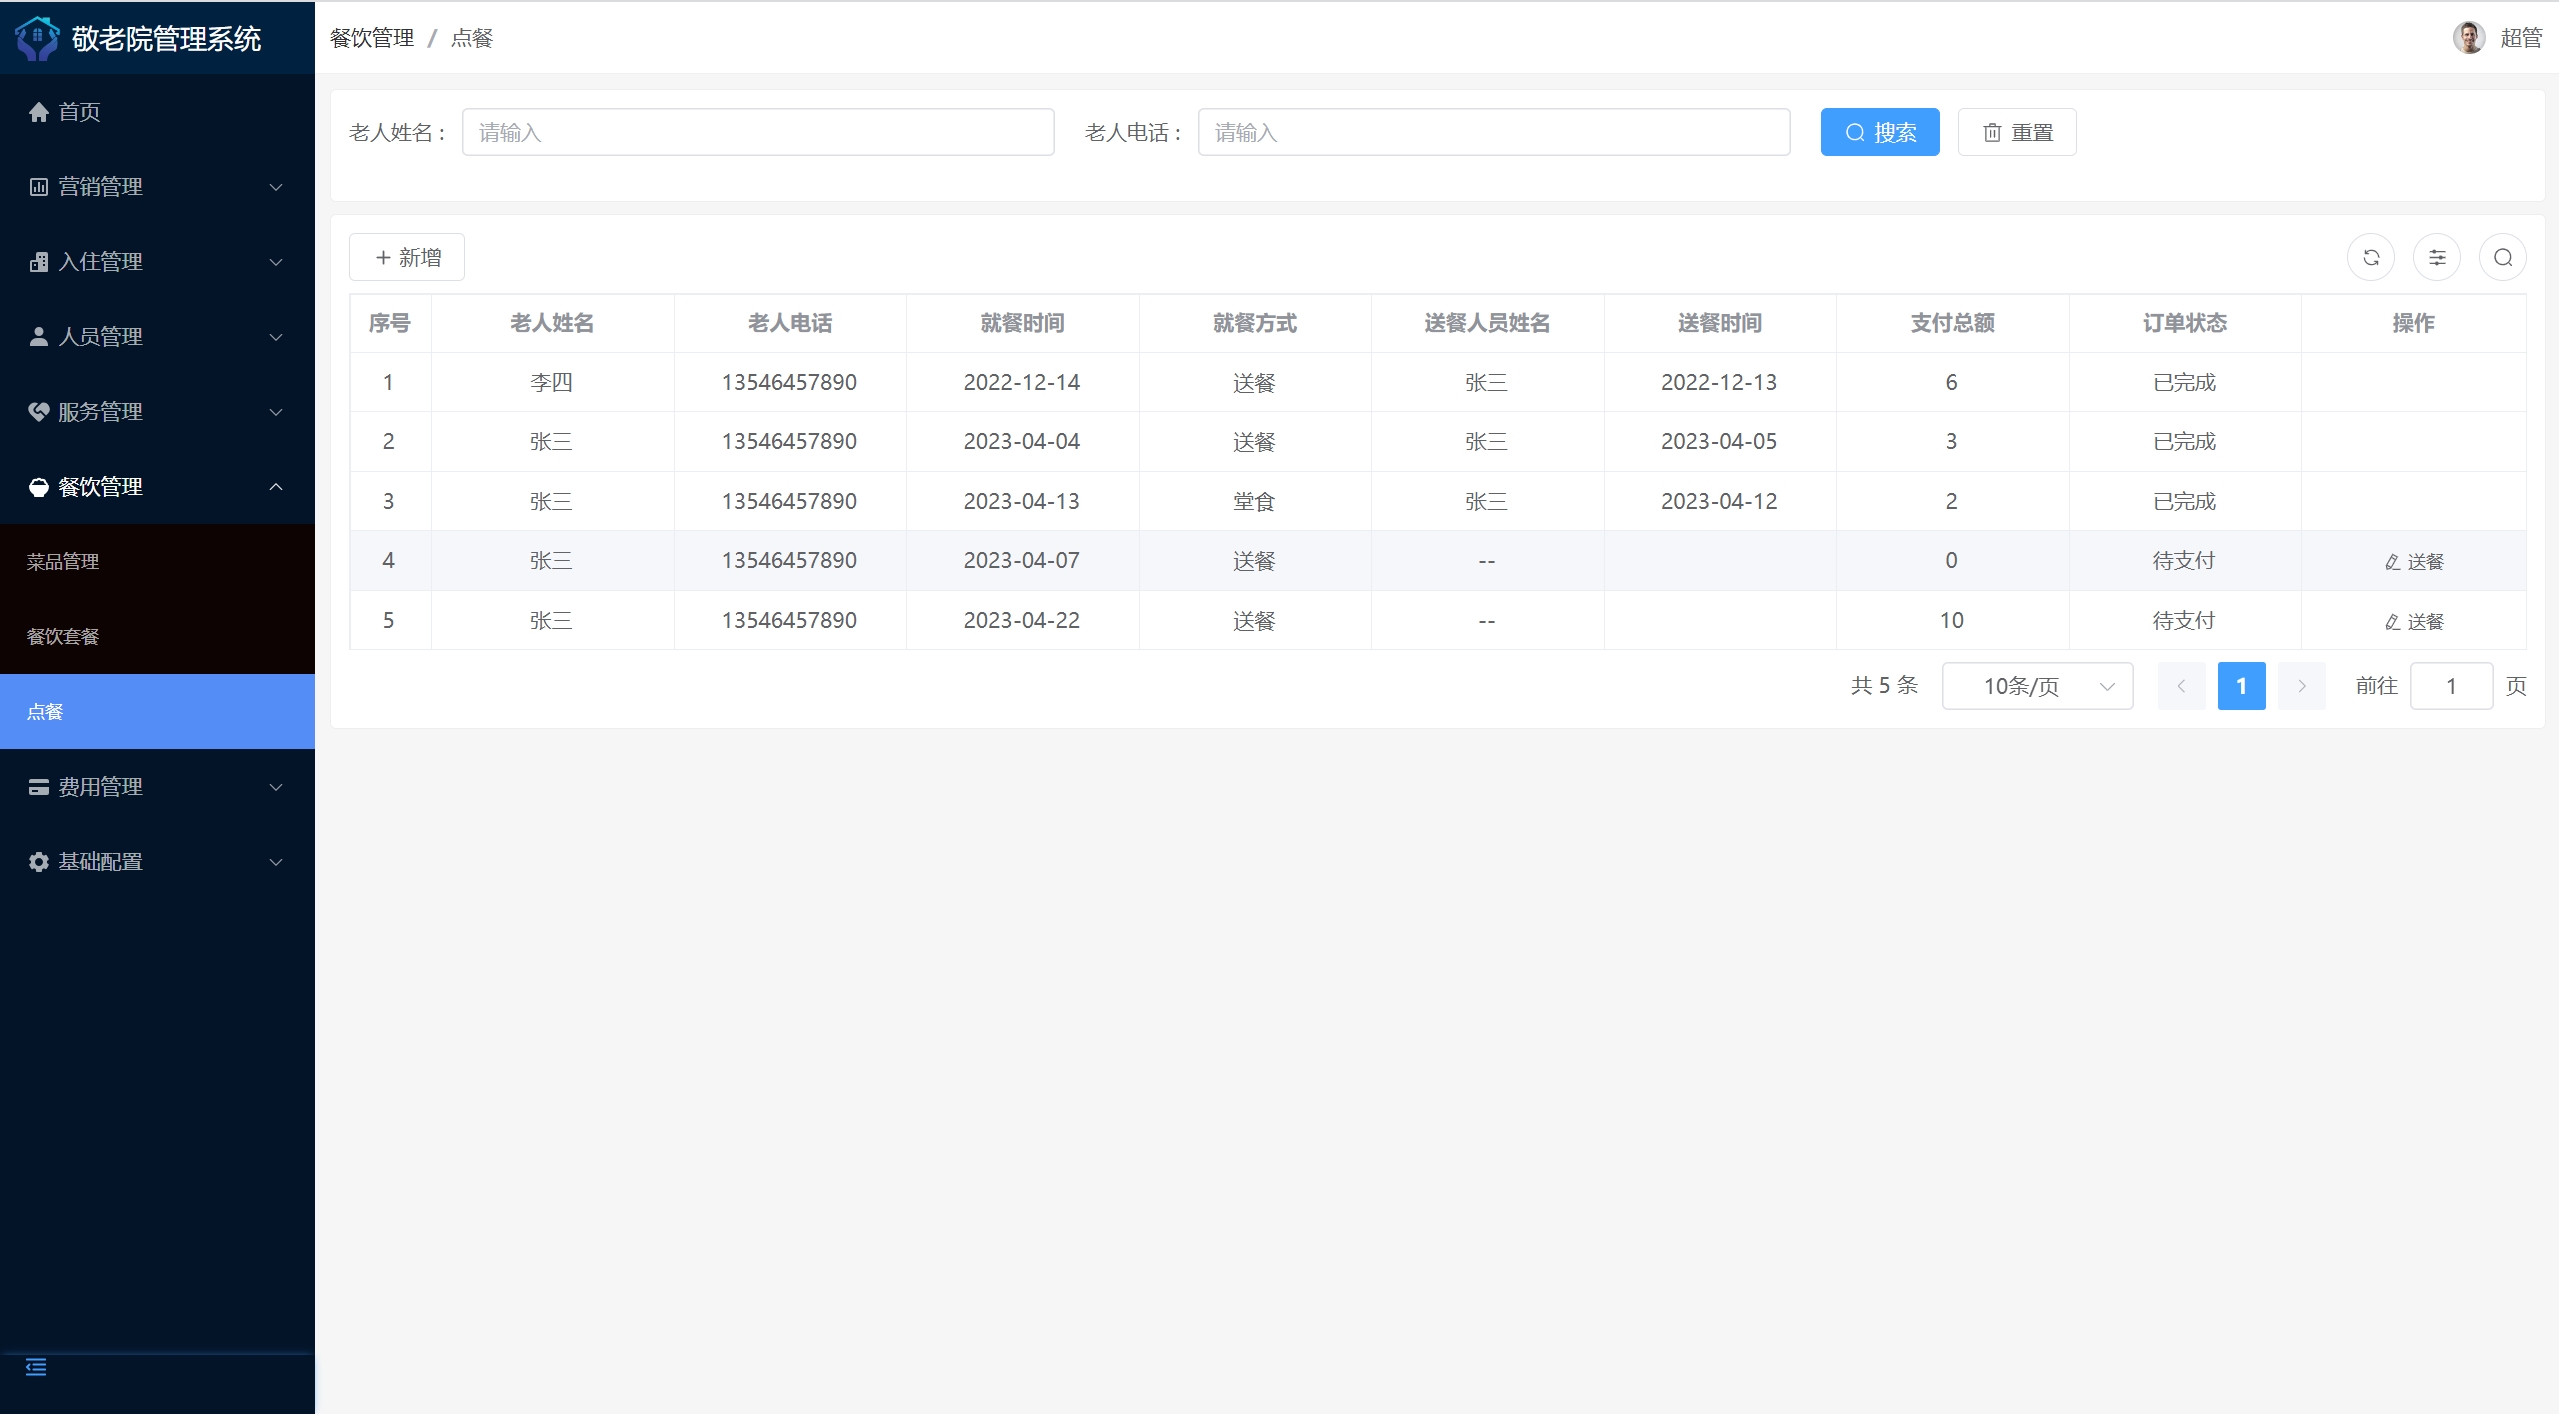 敬老院管理系统
餐饮管理 / 点餐
超管
首页
营销管理
入住管理
人员管理
服务管理
餐饮管理
菜品管理
餐饮套餐
点餐
费用管理
基础配置
老人姓名： 请输入 老人电话： 请输入 搜索 重置
新增
序号 老人姓名 老人电话 就餐时间 就餐方式 送餐人员姓名 送餐时间 支付总额 订单状态 操作
1 李四 13546457890 2022-12-14 送餐 张三 2022-12-13 6 已完成
2 张三 13546457890 2023-04-04 送餐 张三 2023-04-05 3 已完成
3 张三 13546457890 2023-04-13 堂食 张三 2023-04-12 2 已完成
4 张三 13546457890 2023-04-07 送餐 -- 0 待支付 送餐
5 张三 13546457890 2023-04-22 送餐 -- 10 待支付 送餐
共 5 条 10条/页 1 前往 1 页